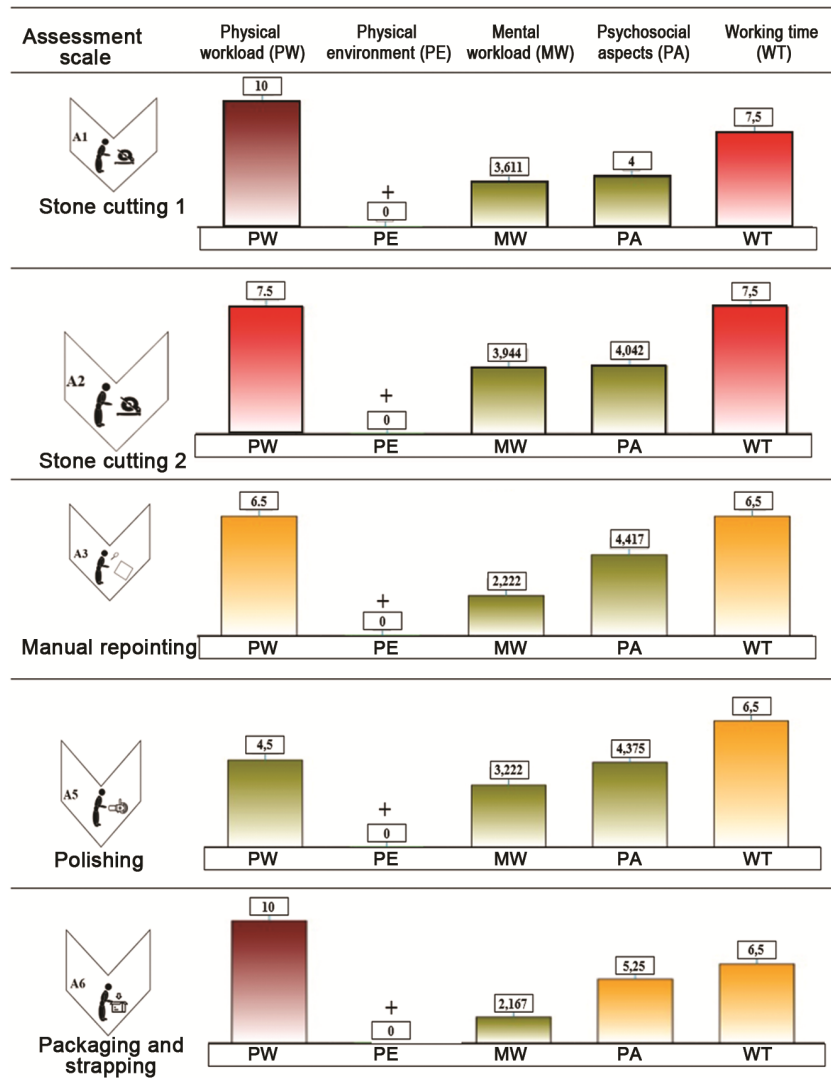 Assessment scale
Physical workload (PW)
Physical environment (PE)
Mental workload (MW)
Psychosocial aspects (PA)
Working time (WT)
A1
Stone cutting 1
10
+
0
3,611
4
7,5
PW PE MW PA WT
A2
Stone cutting 2
7.5
+
0
3,944
4,042
7,5
PW PE MW PA WT
A3
Manual repointing
6.5
+
0
2,222
4,417
6,5
PW PE MW PA WT
A5
Polishing
4,5
+
0
3,222
4,375
6,5
PW PE MW PA WT
A6
Packaging and strapping
10
+
0
2,167
5,25
6,5
PW PE MW PA WT